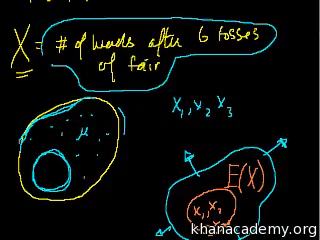 X = # of heads after 6 tosses
of fair
x₁, x₂ x₃
μ
E(X)
x₁, x₂
khanacademy.org